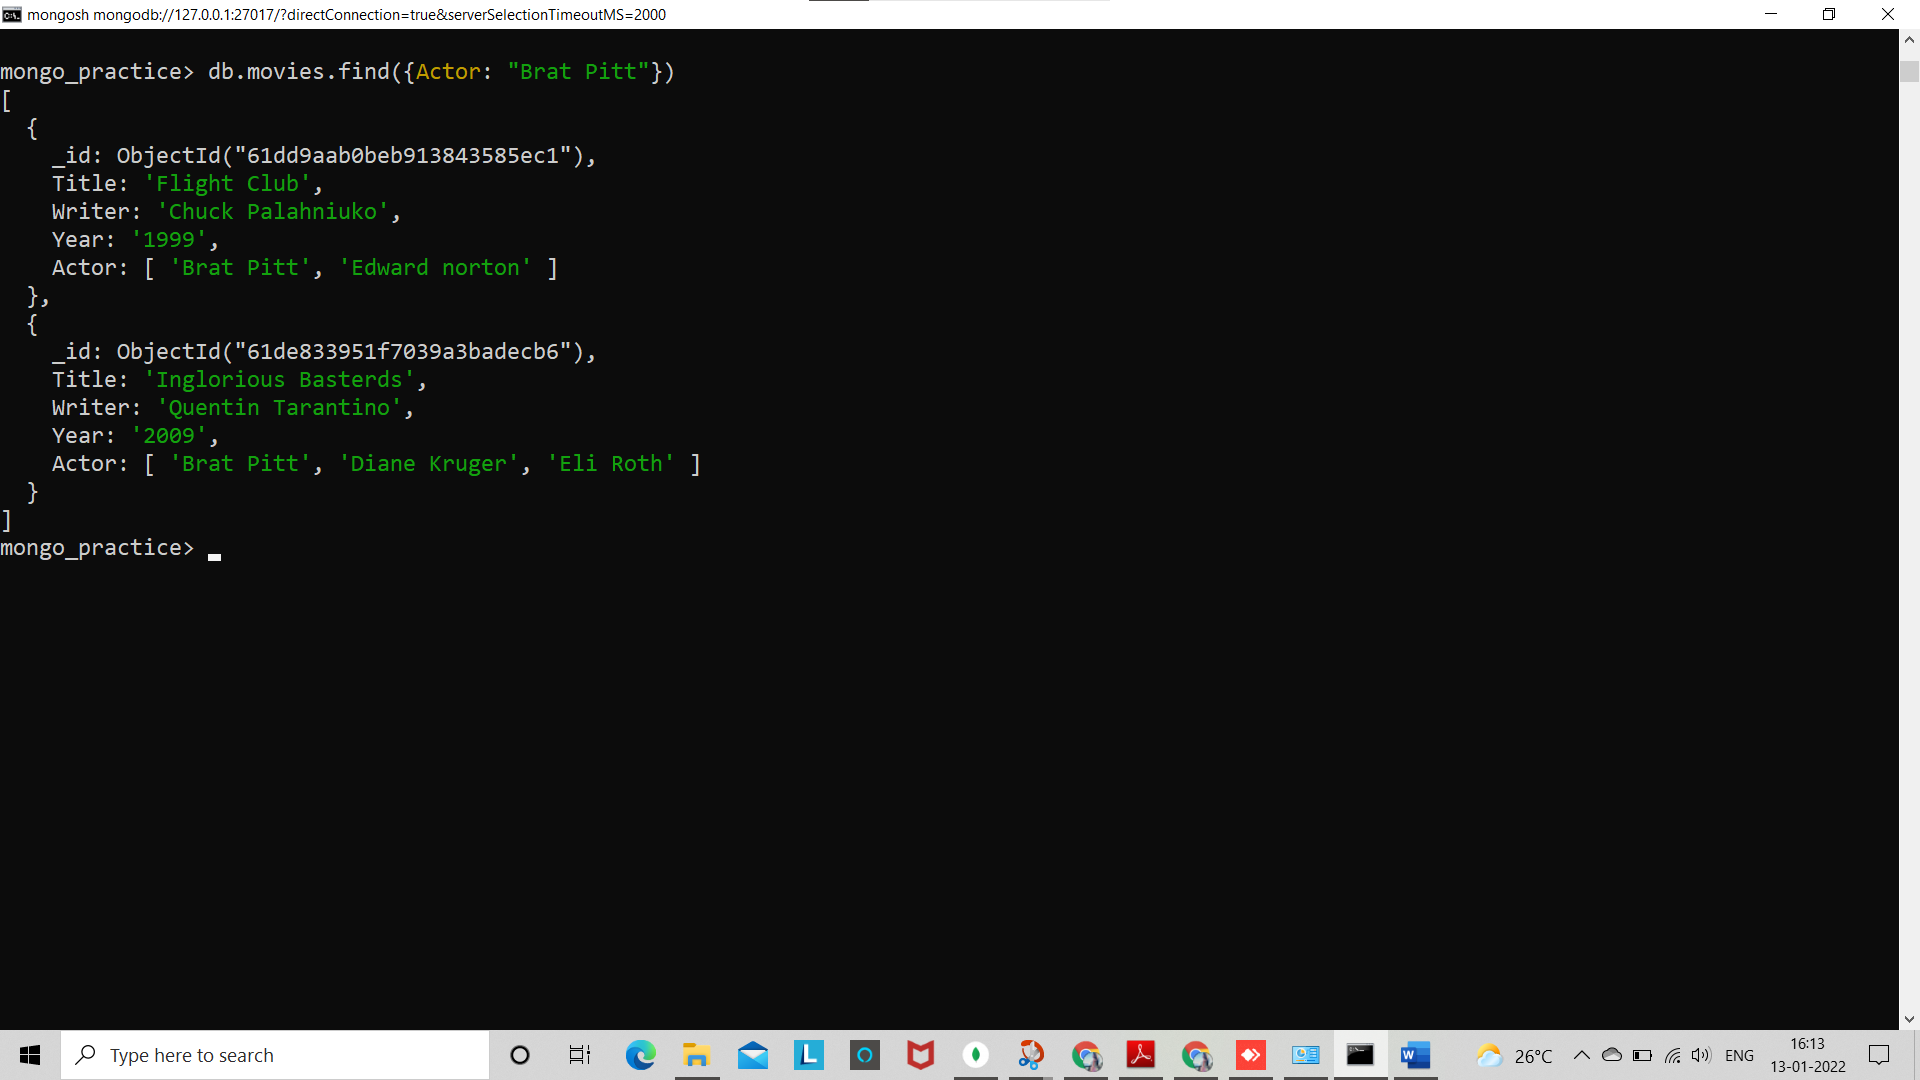 mongosh mongodb://127.0.0.1:27017/?directConnection=true&serverSelectionTimeoutMS=2000
mongo_practice> db.movies.find({Actor: "Brat Pitt"})
[
  {
    _id: ObjectId("61dd9aab0beb913843585ec1"),
    Title: 'Flight Club',
    Writer: 'Chuck Palahniuko',
    Year: '1999',
    Actor: [ 'Brat Pitt', 'Edward norton' ]
  },
  {
    _id: ObjectId("61de833951f7039a3badecb6"),
    Title: 'Inglorious Basterds',
    Writer: 'Quentin Tarantino',
    Year: '2009',
    Actor: [ 'Brat Pitt', 'Diane Kruger', 'Eli Roth' ]
  }
]
mongo_practice>
Type here to search
26°C
ENG
16:13
13-01-2022